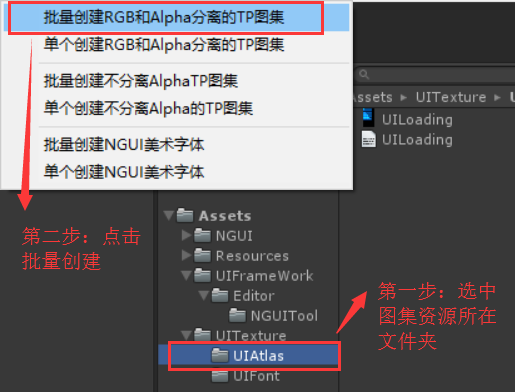 批量创建RGB和Alpha分离的TP图集
单个创建RGB和Alpha分离的TP图集
批量创建不分离AlphaTP图集
单个创建不分离Alpha的TP图集
批量创建NGUI美术字体
单个创建NGUI美术字体
Assets ▸ UITexture ▸
UILoading
UILoading
第二步：点击
批量创建
Assets
NGUI
Resources
UIFrameWork
Editor
NGUITool
UITexture
UIAtlas
UIFont
第一步：选中
图集资源所在
文件夹